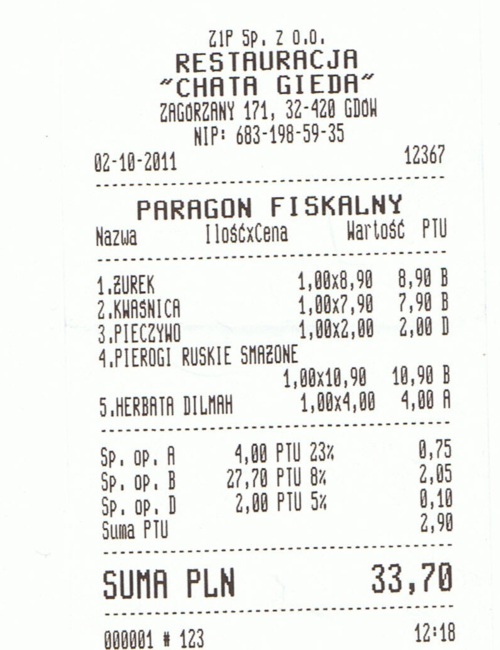 ZIP Sp. Z O.O.
RESTAURACJA
"CHATA GIEDA"
ZAGÓRZANY 171, 32-420 GDÓW
NIP: 683-198-59-35
02-10-2011 12367
PARAGON FISKALNY
Nazwa IlośćxCena Wartość PTU
1.ŻUREK 1,00x8,90 8,90 B
2.KWAŚNICA 1,00x7,90 7,90 B
3.PIECZYWO 1,00x2,00 2,00 D
4.PIEROGI RUSKIE SMAŻONE
1,00x10,90 10,90 B
5.HERBATA DILMAH 1,00x4,00 4,00 A
Sp. op. A 4,00 PTU 23% 0,75
Sp. op. B 27,70 PTU 8% 2,05
Sp. op. D 2,00 PTU 5% 0,10
Suma PTU 2,90
SUMA PLN 33,70
000001 # 123 12:18